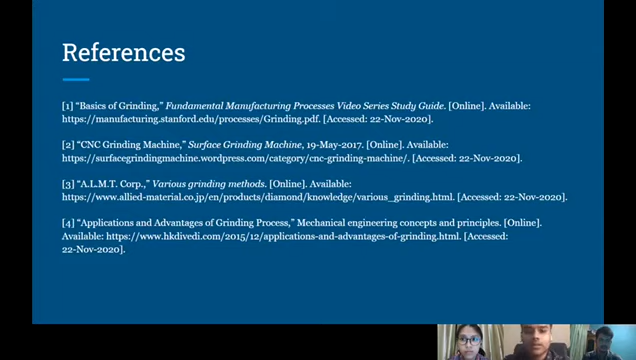 References
[1] “Basics of Grinding,” Fundamental Manufacturing Processes Video Series Study Guide. [Online]. Available:
https://manufacturing.stanford.edu/processes/Grinding.pdf. [Accessed: 22-Nov-2020].
[2] “CNC Grinding Machine,” Surface Grinding Machine, 19-May-2017. [Online]. Available:
https://surfacegrindingmachine.wordpress.com/category/cnc-grinding-machine/. [Accessed: 22-Nov-2020].
[3] “A.L.M.T. Corp.,” Various grinding methods. [Online]. Available:
https://www.allied-material.co.jp/en/products/diamond/knowledge/various_grinding.html. [Accessed: 22-Nov-2020].
[4] “Applications and Advantages of Grinding Process,” Mechanical engineering concepts and principles. [Online].
Available: https://www.hkdivedi.com/2015/12/applications-and-advantages-of-grinding.html. [Accessed:
22-Nov-2020].